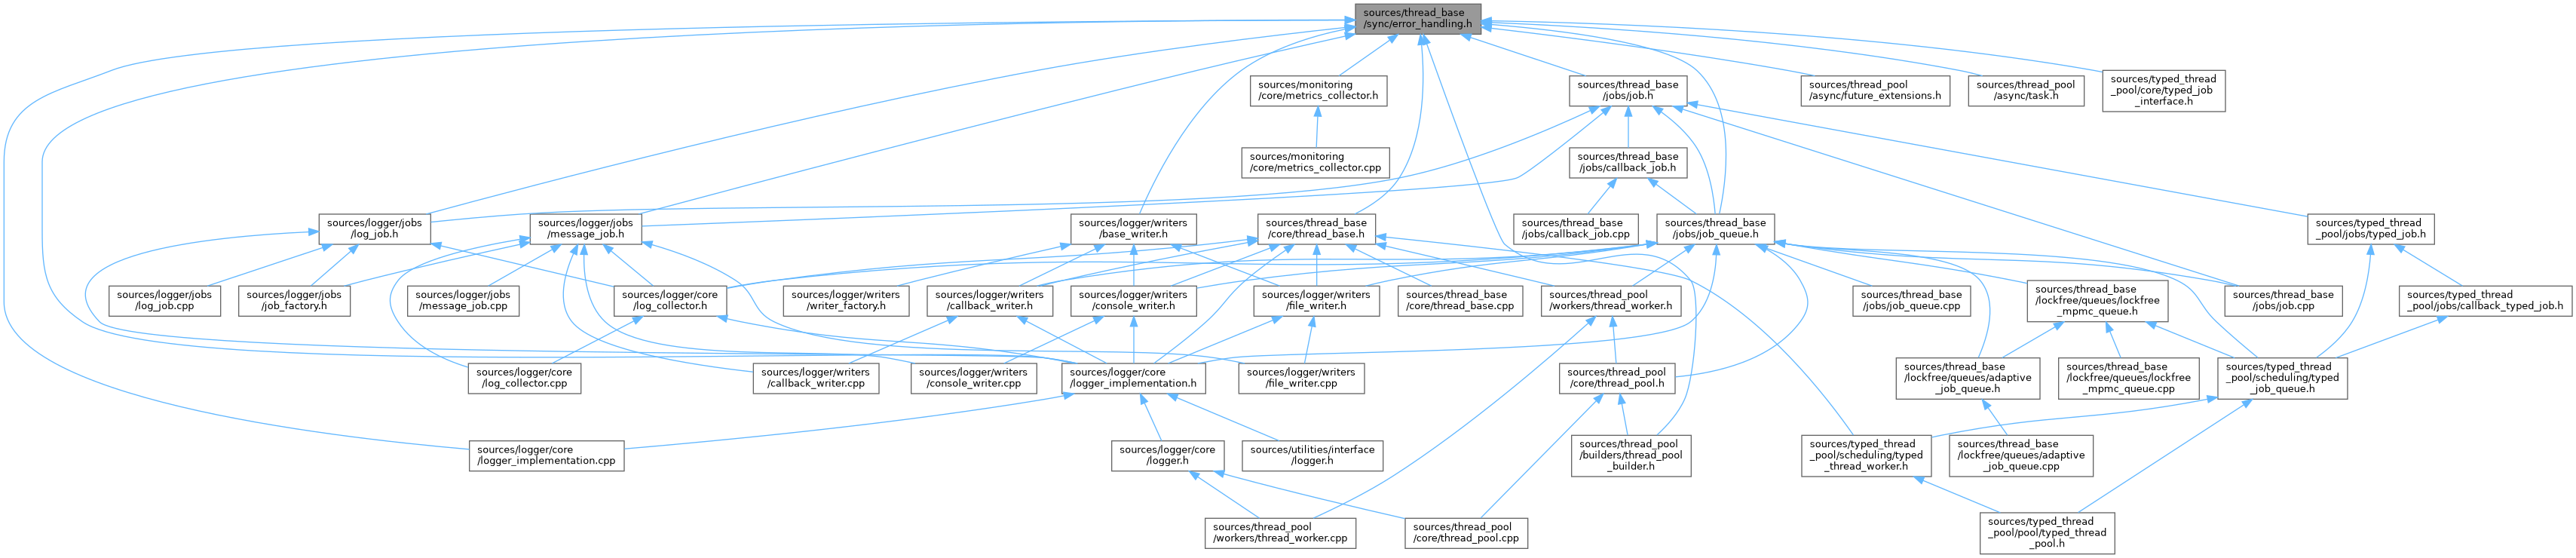 sources/thread_base
/sync/error_handling.h
sources/monitoring
/core/metrics_collector.h
sources/thread_base
/jobs/job.h
sources/thread_pool
/async/future_extensions.h
sources/thread_pool
/async/task.h
sources/typed_thread
_pool/core/typed_job
_interface.h
sources/monitoring
/core/metrics_collector.cpp
sources/thread_base
/jobs/callback_job.h
sources/logger/jobs
/log_job.h
sources/logger/jobs
/message_job.h
sources/logger/writers
/base_writer.h
sources/thread_base
/core/thread_base.h
sources/thread_base
/jobs/callback_job.cpp
sources/thread_base
/jobs/job_queue.h
sources/typed_thread
_pool/jobs/typed_job.h
sources/logger/jobs
/log_job.cpp
sources/logger/jobs
/job_factory.h
sources/logger/jobs
/message_job.cpp
sources/logger/core
/log_collector.h
sources/logger/writers
/writer_factory.h
sources/logger/writers
/callback_writer.h
sources/logger/writers
/console_writer.h
sources/logger/writers
/file_writer.h
sources/thread_base
/core/thread_base.cpp
sources/thread_pool
/workers/thread_worker.h
sources/thread_base
/jobs/job_queue.cpp
sources/thread_base
/lockfree/queues/lockfree
_mpmc_queue.h
sources/thread_base
/jobs/job.cpp
sources/typed_thread
_pool/jobs/callback_typed_job.h
sources/logger/core
/log_collector.cpp
sources/logger/writers
/callback_writer.cpp
sources/logger/writers
/console_writer.cpp
sources/logger/core
/logger_implementation.h
sources/logger/writers
/file_writer.cpp
sources/thread_pool
/core/thread_pool.h
sources/thread_base
/lockfree/queues/adaptive
_job_queue.h
sources/thread_base
/lockfree/queues/lockfree
_mpmc_queue.cpp
sources/typed_thread
_pool/scheduling/typed
_job_queue.h
sources/logger/core
/logger_implementation.cpp
sources/logger/core
/logger.h
sources/utilities/interface
/logger.h
sources/thread_pool
/builders/thread_pool
_builder.h
sources/typed_thread
_pool/scheduling/typed
_thread_worker.h
sources/thread_base
/lockfree/queues/adaptive
_job_queue.cpp
sources/thread_pool
/workers/thread_worker.cpp
sources/thread_pool
/core/thread_pool.cpp
sources/typed_thread
_pool/pool/typed_thread
_pool.h